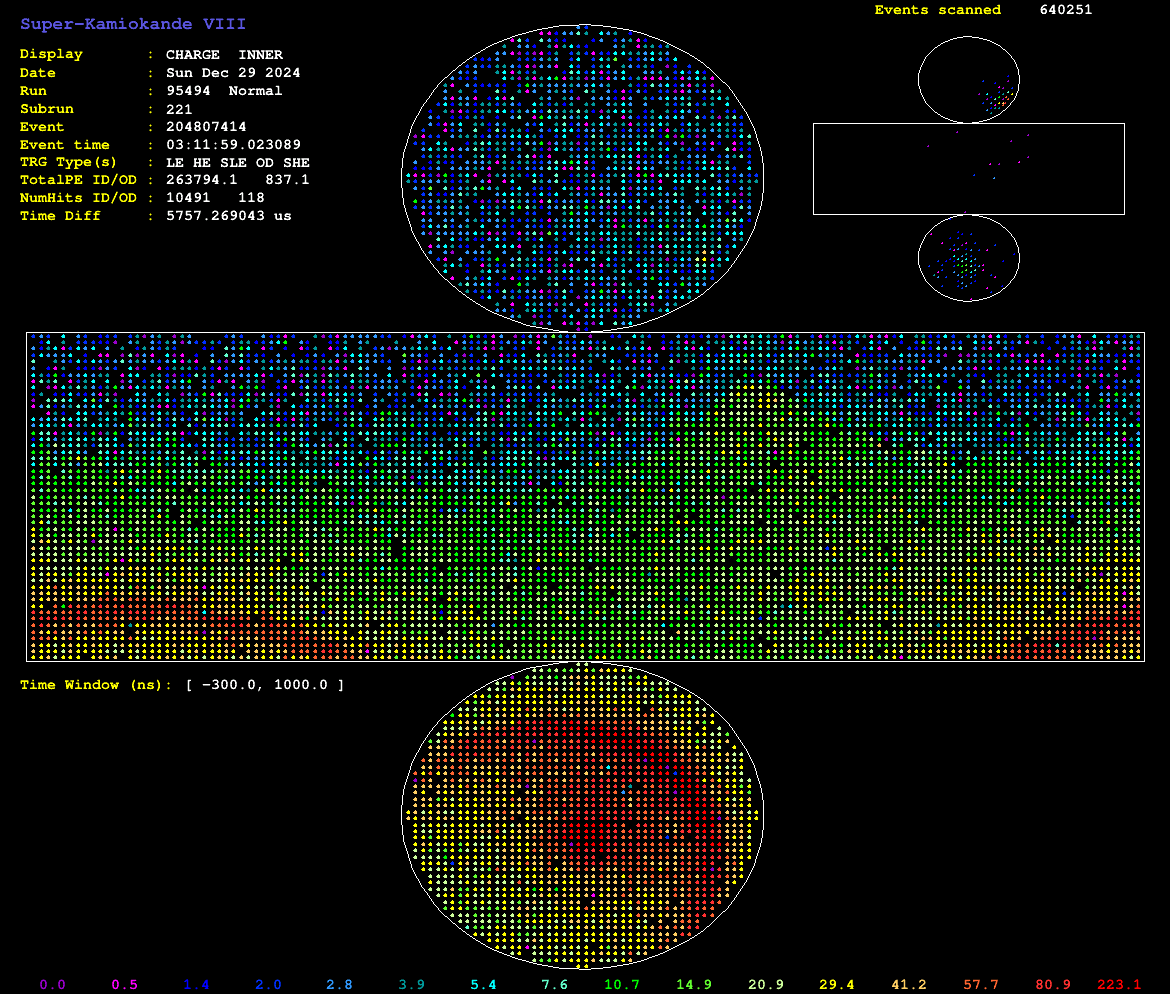 Super-Kamiokande VIII
Events scanned 640251
Display : CHARGE INNER
Date : Sun Dec 29 2024
Run : 95494 Normal
Subrun : 221
Event : 204807414
Event time : 03:11:59.023089
TRG Type(s) : LE HE SLE OD SHE
TotalPE ID/OD : 263794.1 837.1
NumHits ID/OD : 10491 118
Time Diff : 5757.269043 us
Time Window (ns): [ −300.0, 1000.0 ]
0.0 0.5 1.4 2.0 2.8 3.9 5.4 7.6 10.7 14.9 20.9 29.4 41.2 57.7 80.9 223.1